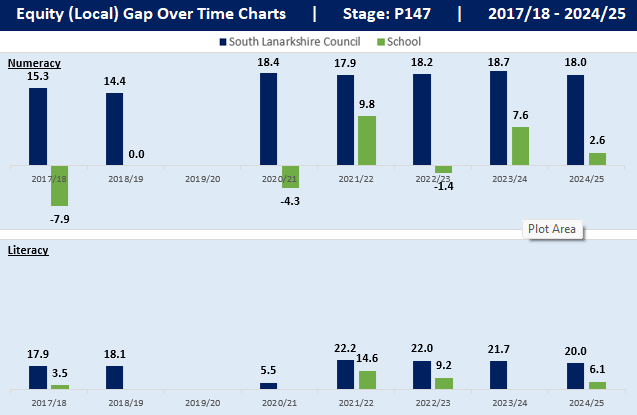 Equity (Local) Gap Over Time Charts | Stage: P147 | 2017/18 - 2024/25
South Lanarkshire Council School
Numeracy
15.3 14.4 18.4 17.9 18.2 18.7 18.0
0.0 9.8 7.6 2.6
2017/18 2018/19 2019/20 2020/21 2021/22 2022/23 2023/24 2024/25
-7.9 -4.3 -1.4
Plot Area
Literacy
17.9 18.1 5.5 22.2 22.0 21.7 20.0
3.5 14.6 9.2 6.1
2017/18 2018/19 2019/20 2020/21 2021/22 2022/23 2023/24 2024/25